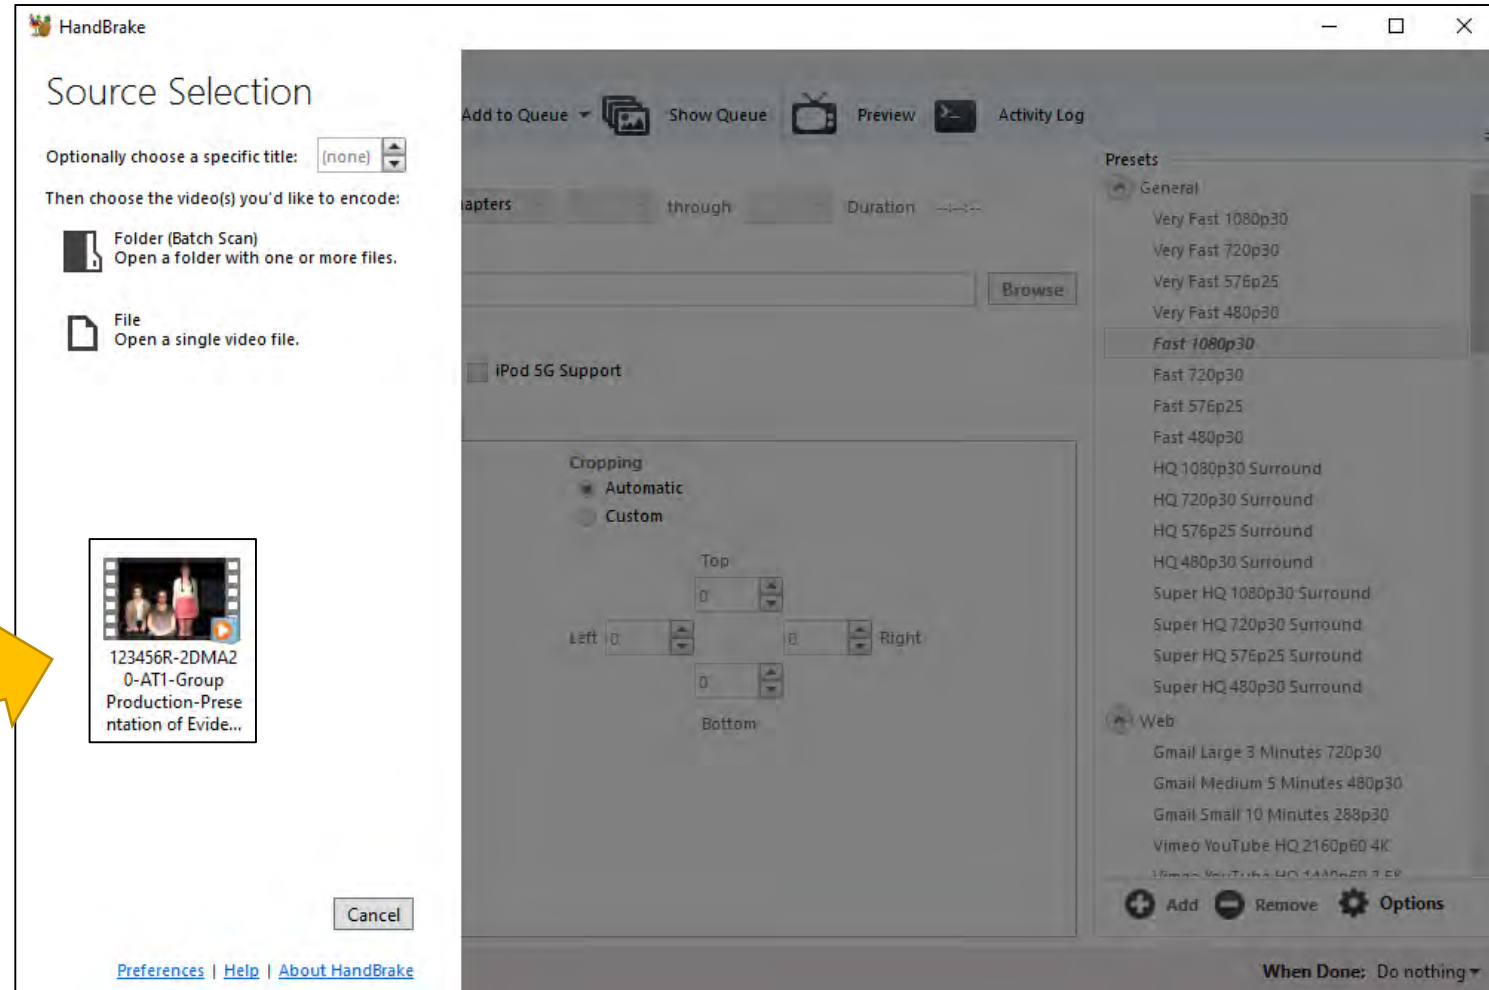 HandBrake
Source Selection
Optionally choose a specific title: (none)
Then choose the video(s) you'd like to encode:
Folder (Batch Scan)
Open a folder with one or more files.
File
Open a single video file.
123456R-2DMA2
0-AT1-Group
Production-Prese
ntation of Evide...
Cancel
Preferences | Help | About HandBrake
Add to Queue Show Queue Preview Activity Log
apters through Duration --:--:--
Browse
iPod 5G Support
Cropping
Automatic
Custom
Top
0
Left 0 0 Right
0
Bottom
Presets
General
Very Fast 1080p30
Very Fast 720p30
Very Fast 576p25
Very Fast 480p30
Fast 1080p30
Fast 720p30
Fast 576p25
Fast 480p30
HQ 1080p30 Surround
HQ 720p30 Surround
HQ 576p25 Surround
HQ 480p30 Surround
Super HQ 1080p30 Surround
Super HQ 720p30 Surround
Super HQ 576p25 Surround
Super HQ 480p30 Surround
Web
Gmail Large 3 Minutes 720p30
Gmail Medium 5 Minutes 480p30
Gmail Small 10 Minutes 288p30
Vimeo YouTube HQ 2160p60 4K
Add Remove Options
When Done: Do nothing